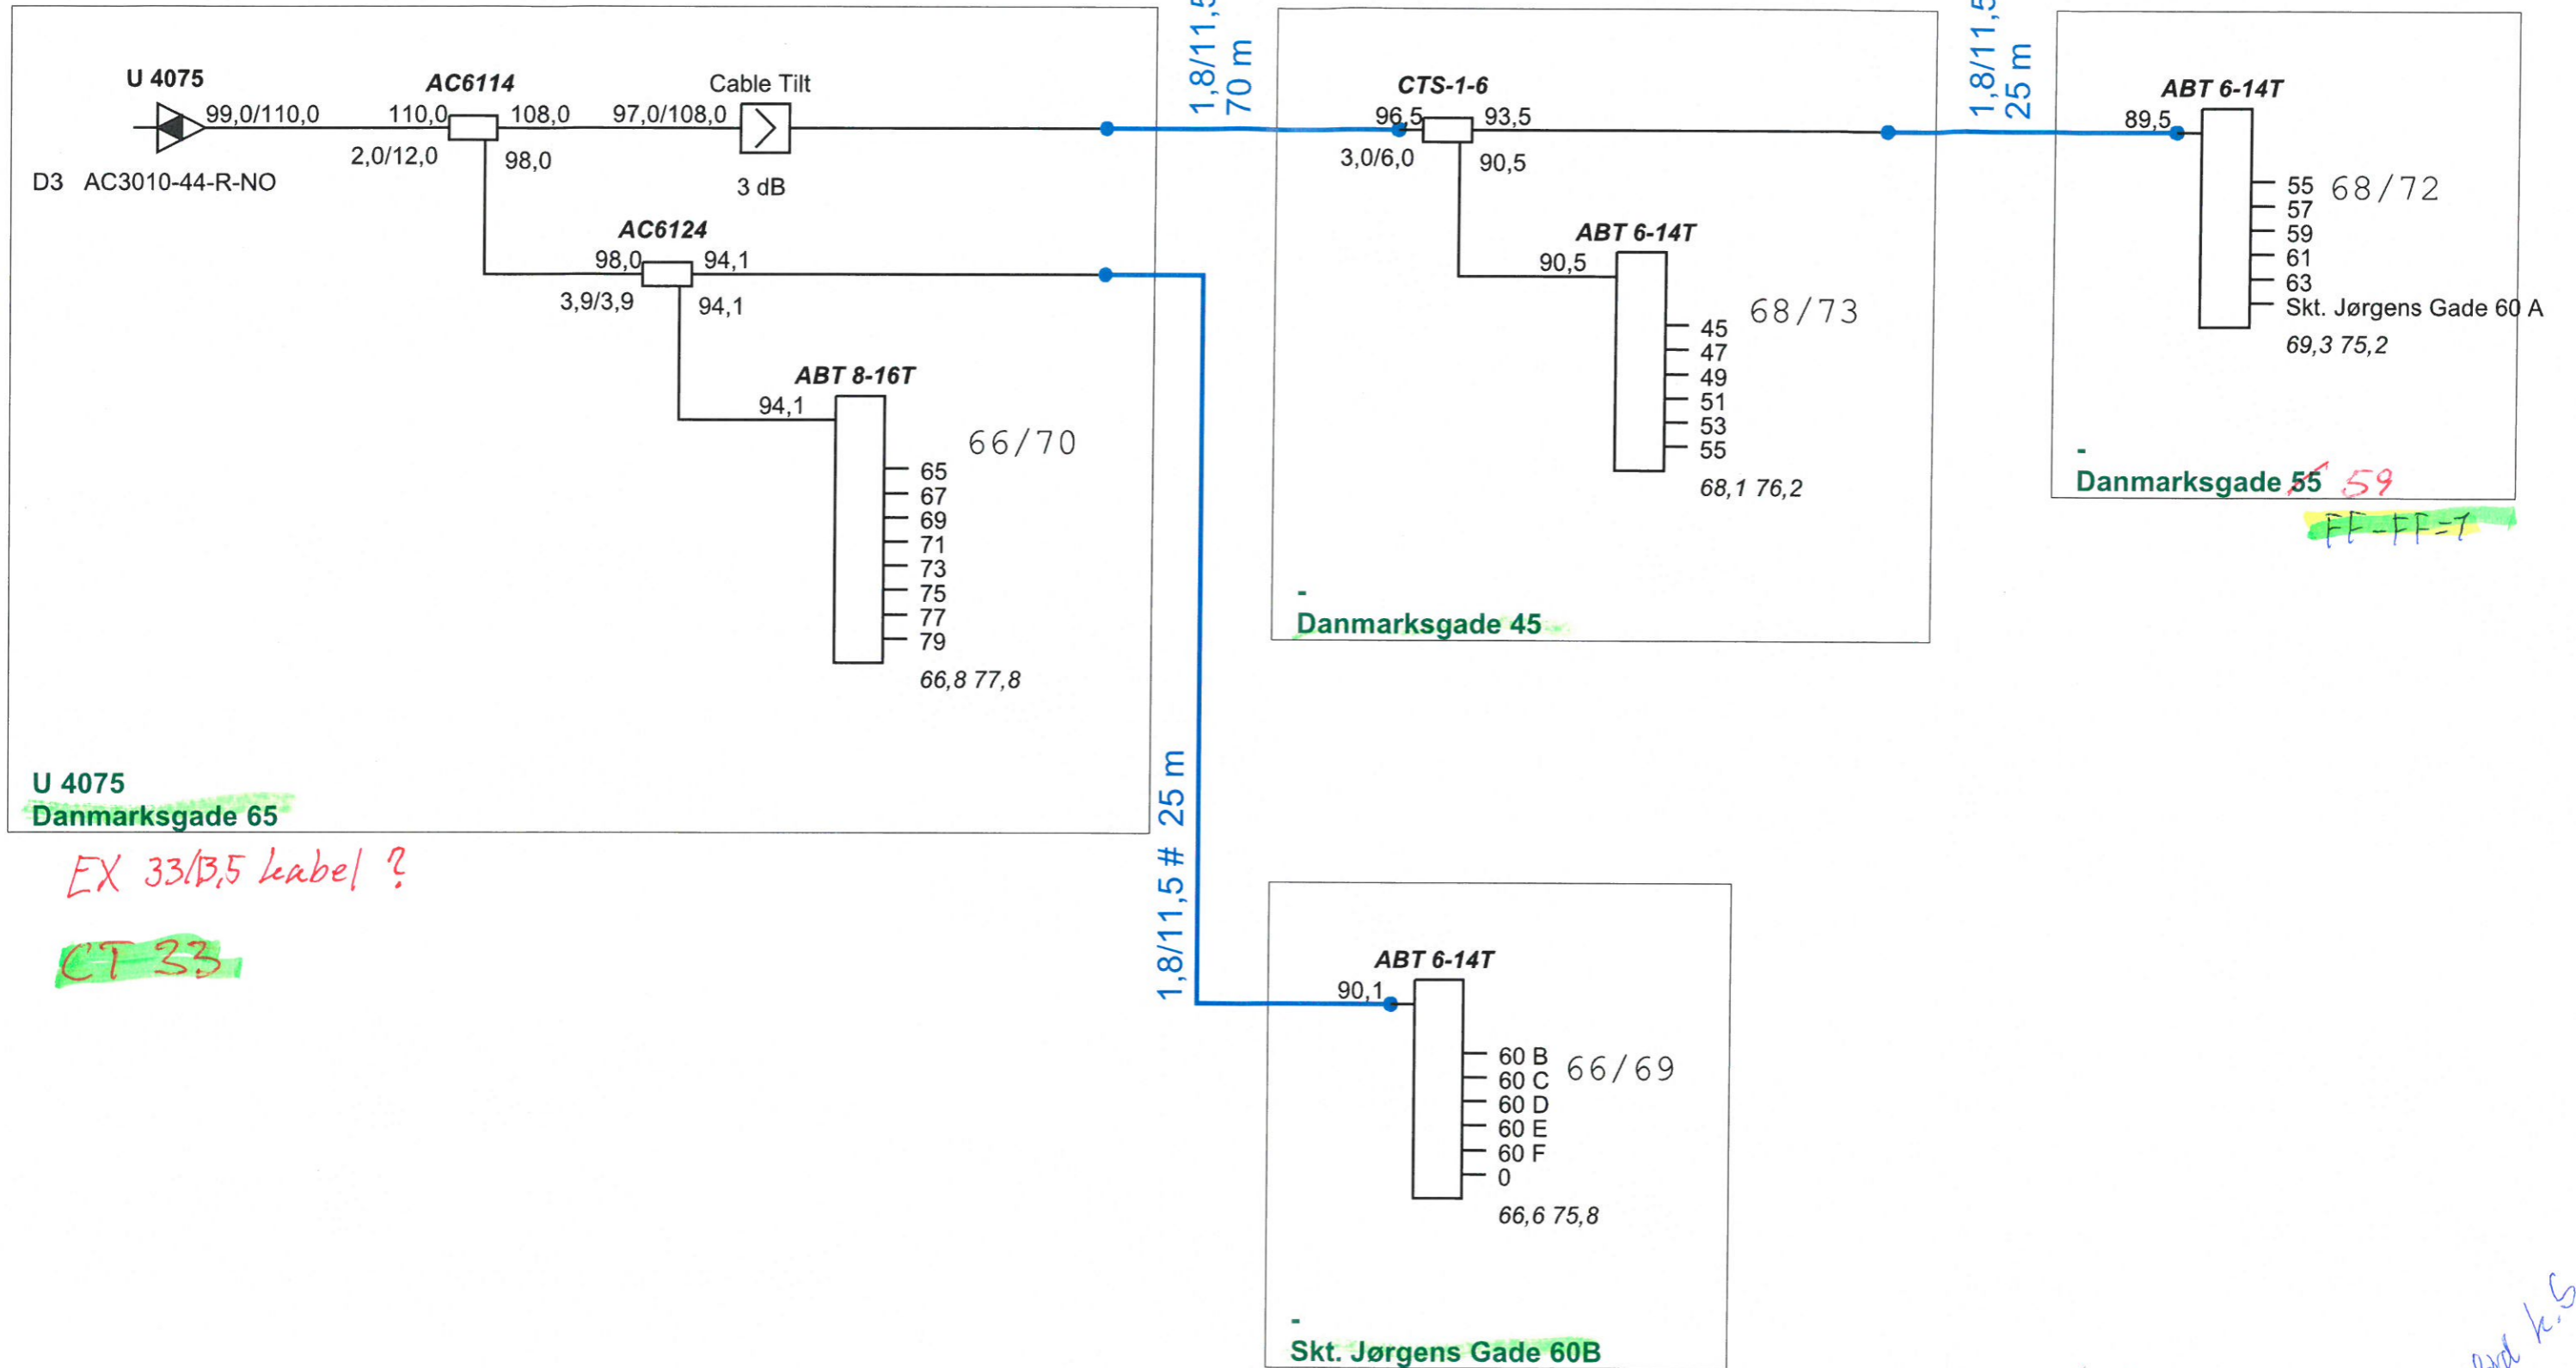 U 4075
99,0/110,0
D3 AC3010-44-R-NO
AC6114
110,0
108,0
2,0/12,0
98,0
Cable Tilt
97,0/108,0
3 dB
AC6124
98,0
94,1
3,9/3,9
94,1
ABT 8-16T
94,1
66/70
65
67
69
71
73
75
77
79
66,8 77,8
U 4075
Danmarksgade 65
EX 33/13,5 kabel ?
CT 33
1,8/11,5
70 m
CTS-1-6
96,5
93,5
3,0/6,0
90,5
ABT 6-14T
90,5
68/73
45
47
49
51
53
55
68,1 76,2
-
Danmarksgade 45
1,8/11,5
25 m
ABT 6-14T
89,5
55 68/72
57
59
61
63
Skt. Jørgens Gade 60 A
69,3 75,2
-
Danmarksgade 55 59
FF-FF=1
1,8/11,5 # 25 m
ABT 6-14T
90,1
60 B
66/69
60 C
60 D
60 E
60 F
0
66,6 75,8
-
Skt. Jørgens Gade 60B